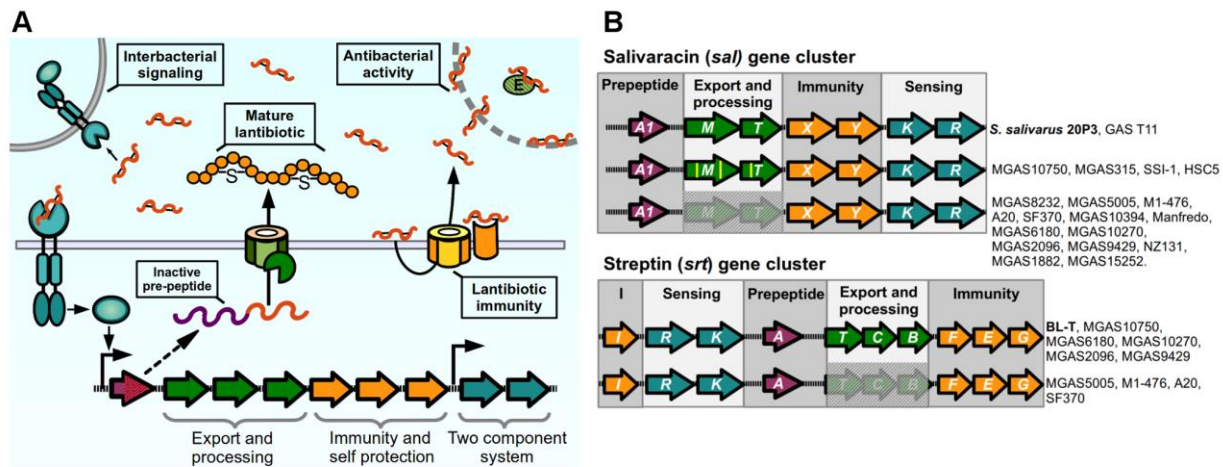 A
Interbacterial
signaling
Antibacterial
activity
E
Mature
lantibiotic
S
S
Inactive
pre-peptide
Lantibiotic
immunity
Export and
processing
Immunity and
self protection
Two component
system
B
Salivaracin (sal) gene cluster
Prepeptide
Export and
processing
Immunity
Sensing
A1 M T X Y K R
S. salivarus 20P3, GAS T11
A1 M T X Y K R
MGAS10750, MGAS315, SSI-1, HSC5
A1 M T X Y K R
MGAS8232, MGAS5005, M1-476,
A20, SF370, MGAS10394, Manfredo,
MGAS6180, MGAS10270,
MGAS2096, MGAS9429, NZ131,
MGAS1882, MGAS15252.
Streptin (srt) gene cluster
I
Sensing
Prepeptide
Export and
processing
Immunity
I R K A T C B F E G
BL-T, MGAS10750,
MGAS6180, MGAS10270,
MGAS2096, MGAS9429
I R K A T C B F E G
MGAS5005, M1-476, A20,
SF370